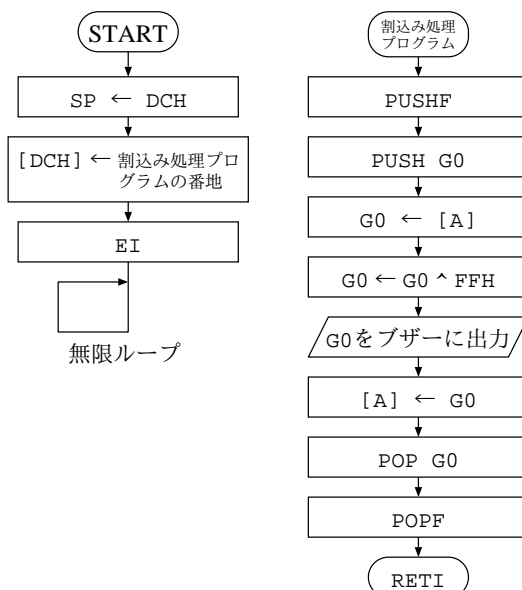 START
SP ← DCH
[DCH] ← 割込み処理プロ
グラムの番地
EI
無限ループ
割込み処理
プログラム
PUSHF
PUSH G0
G0 ← [A]
G0 ← G0 ^ FFH
G0をブザーに出力
[A] ← G0
POP G0
POPF
RETI